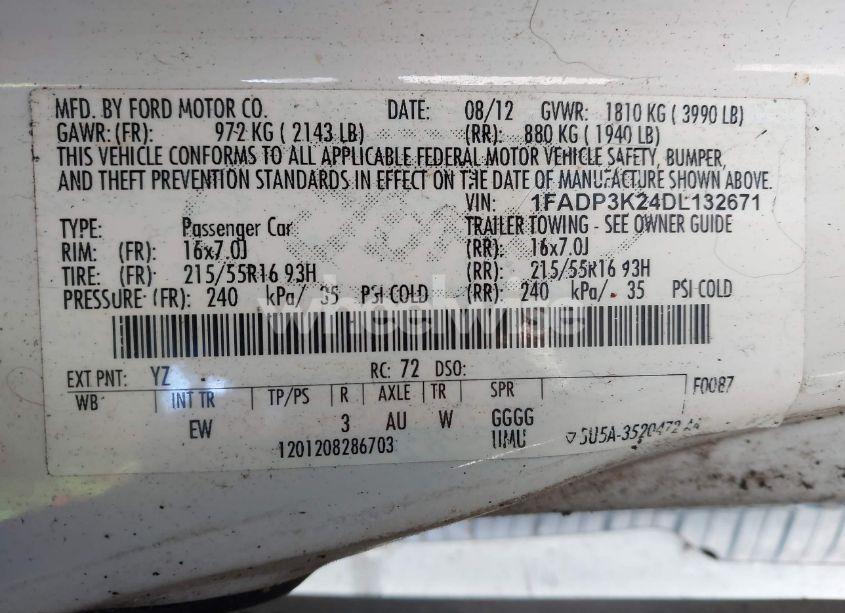 MFD. BY FORD MOTOR CO. DATE: 08/12 GVWR: 1810 KG ( 3990 LB)
GAWR: (FR): 972 KG ( 2143 LB) (RR): 880 KG ( 1940 LB)
THIS VEHICLE CONFORMS TO ALL APPLICABLE FEDERAL MOTOR VEHICLE SAFETY, BUMPER,
AND THEFT PREVENTION STANDARDS IN EFFECT ON THE DATE OF MANUFACTURE SHOWN ABOVE.
VIN: 1FADP3K24DL132671
TYPE: Passenger Car TRAILER TOWING - SEE OWNER GUIDE
RIM: (FR): 16x7.0J (RR): 16x7.0J
TIRE: (FR) 215/55R16 93H (RR): 215/55R16 93H
PRESSURE: (FR): 240 kPa/ 35 PSI COLD (RR): 240 kPa/ 35 PSI COLD
wheelwise
EXT PNT: YZ RC: 72 DSO:
WB INT TR TP/PS R AXLE TR SPR F0087
EW 3 AU W GGGG
1201208286703 UMU 5U5A-3520472-AA